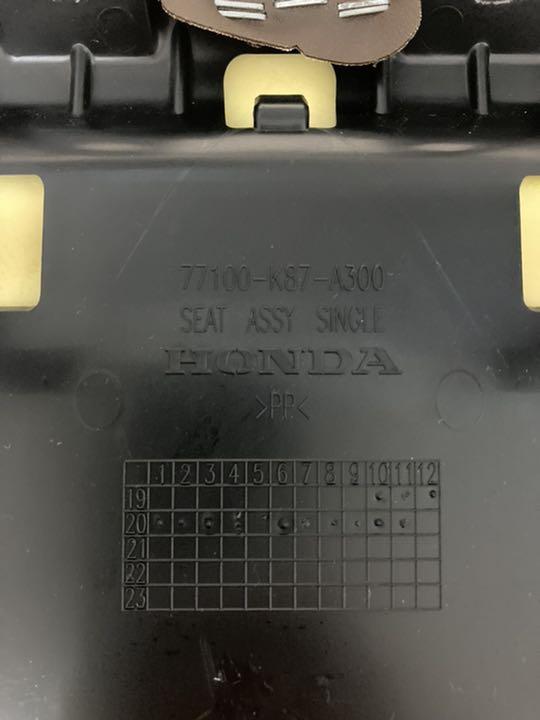 77100-K87-A300
SEAT ASSY SINGLE
HONDA
>PP<
1 2 3 4 5 6 7 8 9 10 11 12
19
20
21
22
23